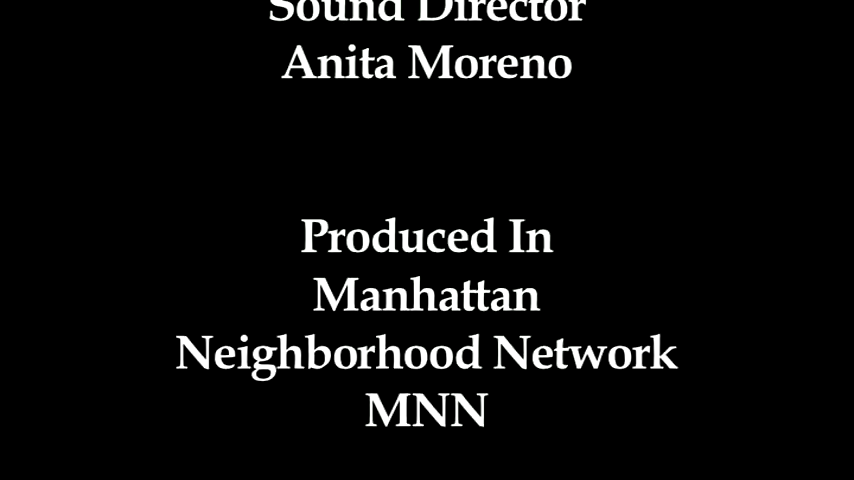 Sound Director
Anita Moreno
Produced In
Manhattan
Neighborhood Network
MNN